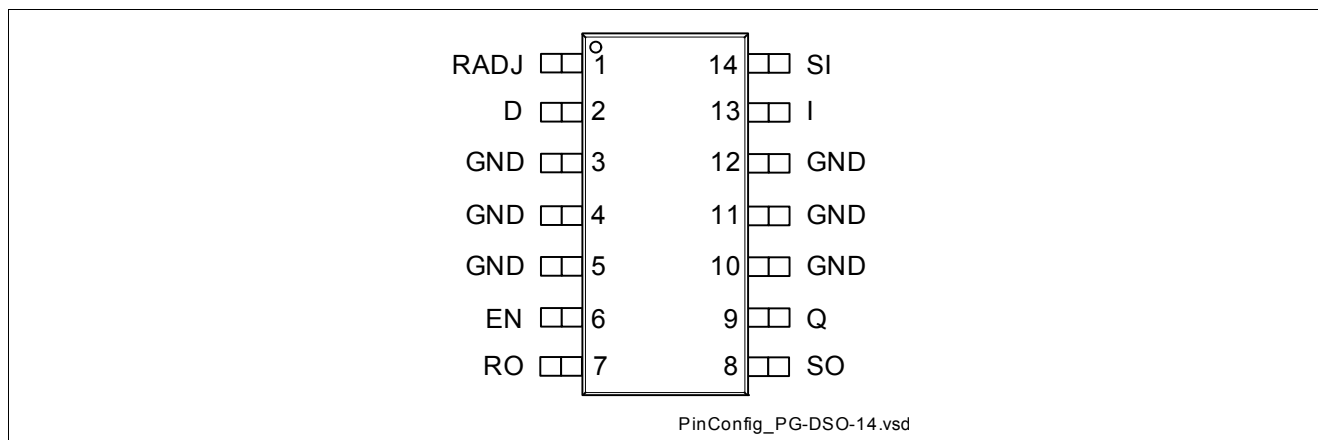 RADJ 1 14 SI
D 2 13 I
GND 3 12 GND
GND 4 11 GND
GND 5 10 GND
EN 6 9 Q
RO 7 8 SO
PinConfig_PG-DSO-14.vsd